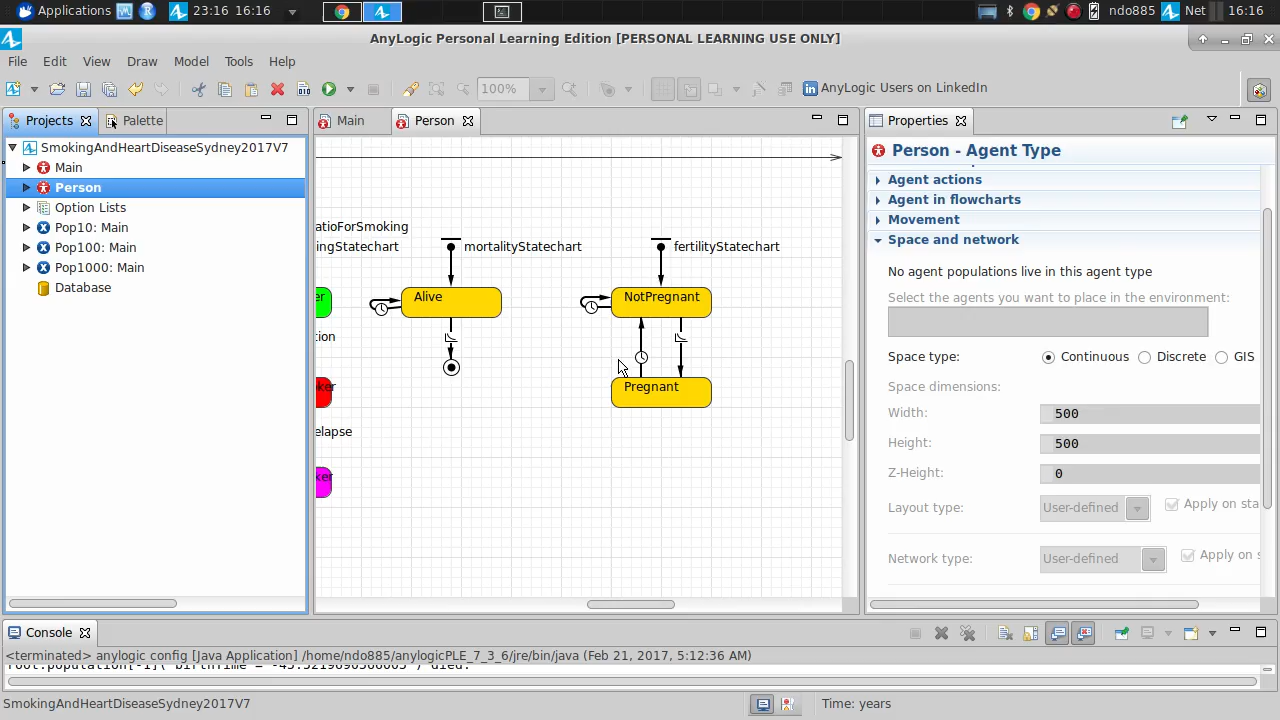 Applications 23:16 16:16 ndo885 Net 16:16
AnyLogic Personal Learning Edition [PERSONAL LEARNING USE ONLY]
File Edit View Draw Model Tools Help
100% AnyLogic Users on LinkedIn
Projects Palette
SmokingAndHeartDiseaseSydney2017V7
Main
Person
Option Lists
Pop10: Main
Pop100: Main
Pop1000: Main
Database
Main Person
atioForSmoking
ingStatechart mortalityStatechart fertilityStatechart
er Alive NotPregnant
tion
ker Pregnant
elapse
ker
Properties
Person - Agent Type
Agent actions
Agent in flowcharts
Movement
Space and network
No agent populations live in this agent type
Select the agents you want to place in the environment:
Space type: Continuous Discrete GIS
Space dimensions:
Width: 500
Height: 500
Z-Height: 0
Layout type: User-defined Apply on sta
Network type: User-defined Apply on s
Console
<terminated> anylogic config [Java Application] /home/ndo885/anylogicPLE_7_3_6/jre/bin/java (Feb 21, 2017, 5:12:36 AM)
SmokingAndHeartDiseaseSydney2017V7 Time: years